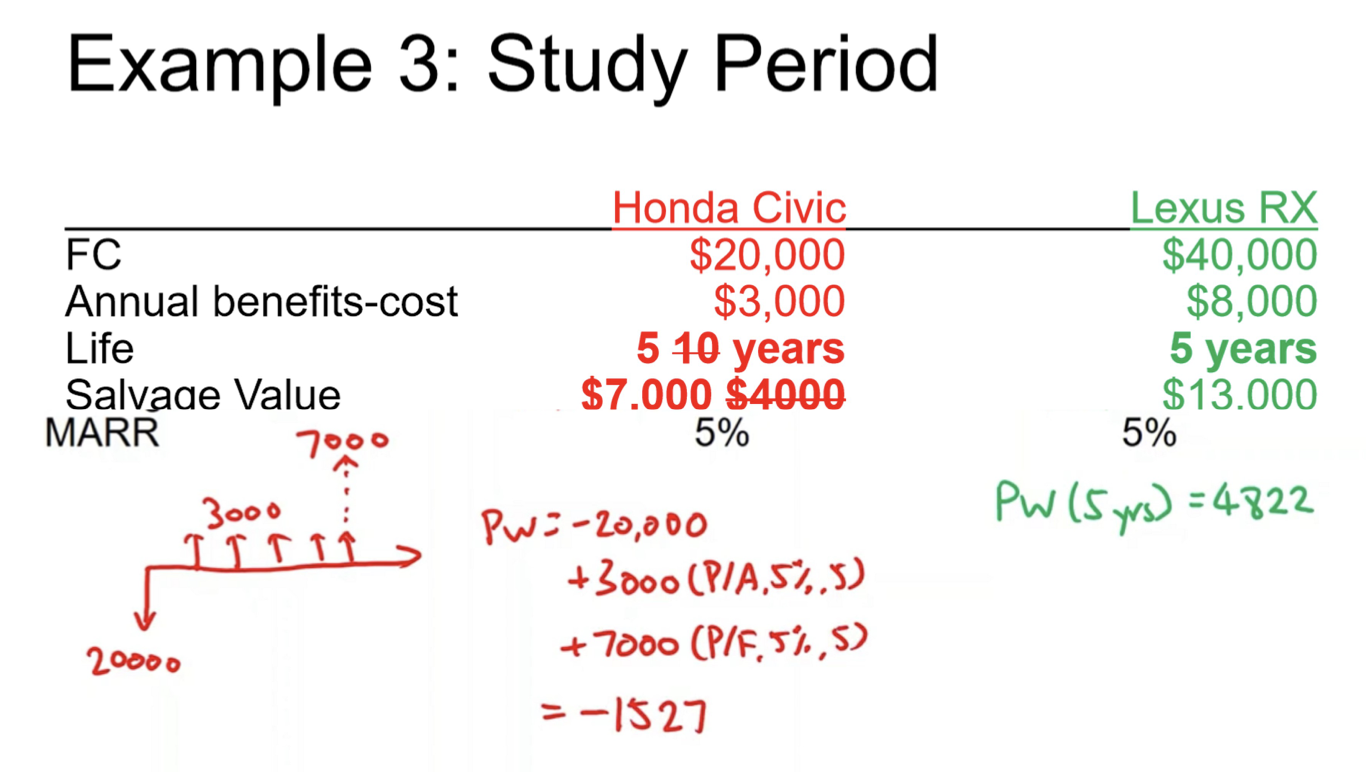 Example 3: Study Period
Honda Civic Lexus RX
FC $20,000 $40,000
Annual benefits-cost $3,000 $8,000
Life 5 10 years 5 years
Salvage Value $7.000 $4000 $13.000
MARR 5% 5%
7000
3000
20000
PW = -20,000
+3000 (P/A, 5%, 5)
+7000 (P/F, 5%, 5)
= -1527
PW (5 yrs) = 4822